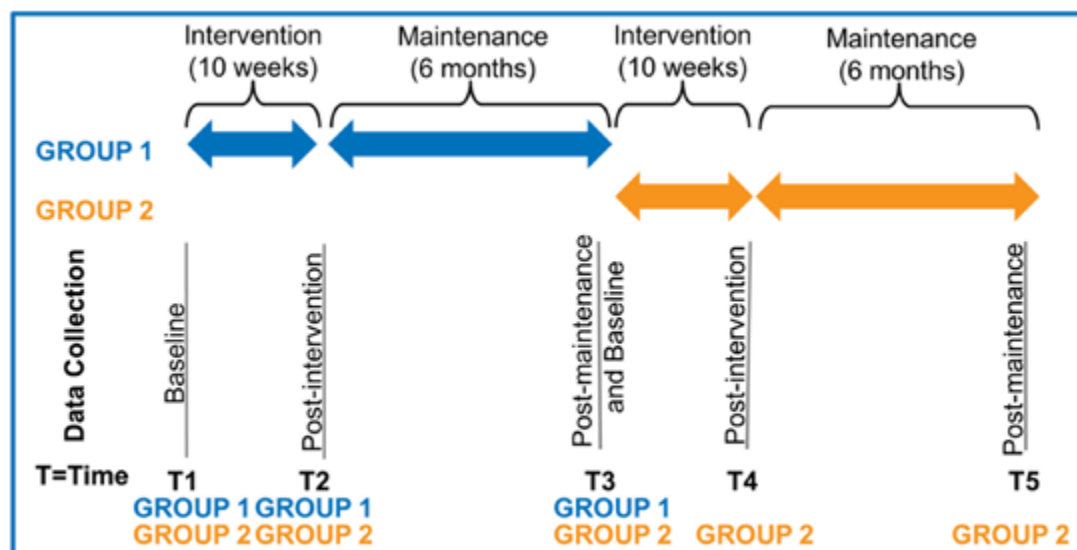 Intervention
(10 weeks)
Maintenance
(6 months)
Intervention
(10 weeks)
Maintenance
(6 months)
GROUP 1
GROUP 2
Data Collection
Baseline
Post-intervention
Post-maintenance
and Baseline
Post-intervention
Post-maintenance
T=Time
T1
T2
T3
T4
T5
GROUP 1
GROUP 1
GROUP 1
GROUP 2
GROUP 2
GROUP 2
GROUP 2
GROUP 2